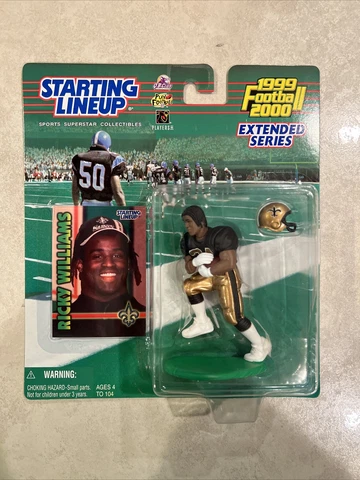 STARTING
LINEUP
SPORTS SUPERSTAR COLLECTIBLES
PLAYERS
1999
Football
2000
EXTENDED
SERIES
50
STARTING
LINEUP
RICKY WILLIAMS
WARNING:
CHOKING HAZARD-Small parts.
Not for children under 3 years.
AGES 4
TO 104